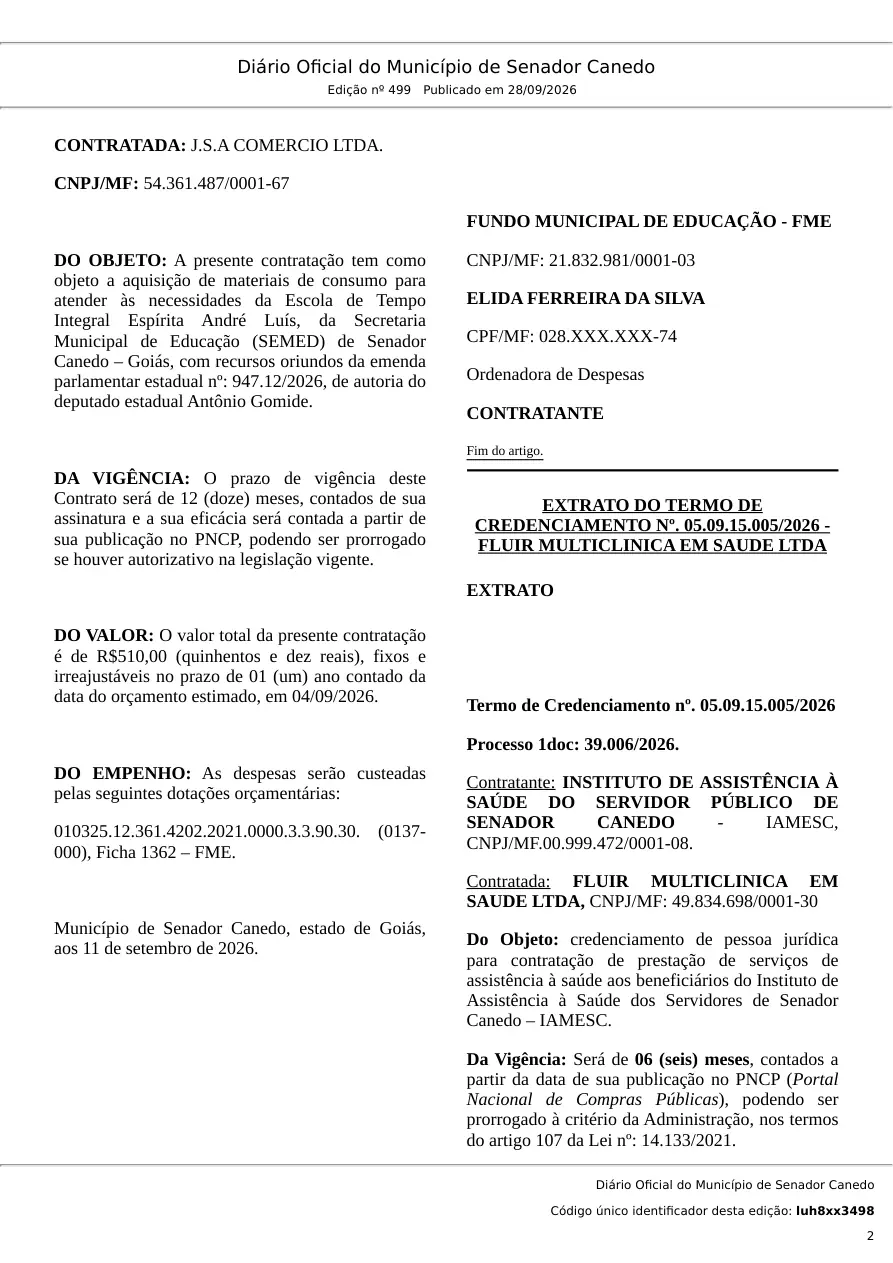 Diário Oficial do Município de Senador Canedo
Edição nº 499 Publicado em 28/09/2026
CONTRATADA: J.S.A COMERCIO LTDA.
CNPJ/MF: 54.361.487/0001-67
DO OBJETO: A presente contratação tem como
objeto a aquisição de materiais de consumo para
atender às necessidades da Escola de Tempo
Integral Espírita André Luís, da Secretaria
Municipal de Educação (SEMED) de Senador
Canedo – Goiás, com recursos oriundos da emenda
parlamentar estadual nº: 947.12/2026, de autoria do
deputado estadual Antônio Gomide.
DA VIGÊNCIA: O prazo de vigência deste
Contrato será de 12 (doze) meses, contados de sua
assinatura e a sua eficácia será contada a partir de
sua publicação no PNCP, podendo ser prorrogado
se houver autorizativo na legislação vigente.
DO VALOR: O valor total da presente contratação
é de R$510,00 (quinhentos e dez reais), fixos e
irreajustáveis no prazo de 01 (um) ano contado da
data do orçamento estimado, em 04/09/2026.
DO EMPENHO: As despesas serão custeadas
pelas seguintes dotações orçamentárias:
010325.12.361.4202.2021.0000.3.3.90.30. (0137-
000), Ficha 1362 – FME.
Município de Senador Canedo, estado de Goiás,
aos 11 de setembro de 2026.
FUNDO MUNICIPAL DE EDUCAÇÃO - FME
CNPJ/MF: 21.832.981/0001-03
ELIDA FERREIRA DA SILVA
CPF/MF: 028.XXX.XXX-74
Ordenadora de Despesas
CONTRATANTE
Fim do artigo.
EXTRATO DO TERMO DE
CREDENCIAMENTO Nº. 05.09.15.005/2026 -
FLUIR MULTICLINICA EM SAUDE LTDA
EXTRATO
Termo de Credenciamento nº. 05.09.15.005/2026
Processo 1doc: 39.006/2026.
Contratante: INSTITUTO DE ASSISTÊNCIA À
SAÚDE DO SERVIDOR PÚBLICO DE
SENADOR CANEDO - IAMESC,
CNPJ/MF.00.999.472/0001-08.
Contratada: FLUIR MULTICLINICA EM
SAUDE LTDA, CNPJ/MF: 49.834.698/0001-30
Do Objeto: credenciamento de pessoa jurídica
para contratação de prestação de serviços de
assistência à saúde aos beneficiários do Instituto de
Assistência à Saúde dos Servidores de Senador
Canedo – IAMESC.
Da Vigência: Será de 06 (seis) meses, contados a
partir da data de sua publicação no PNCP (Portal
Nacional de Compras Públicas), podendo ser
prorrogado à critério da Administração, nos termos
do artigo 107 da Lei nº: 14.133/2021.
Diário Oficial do Município de Senador Canedo
Código único identificador desta edição: luh8xx3498
2